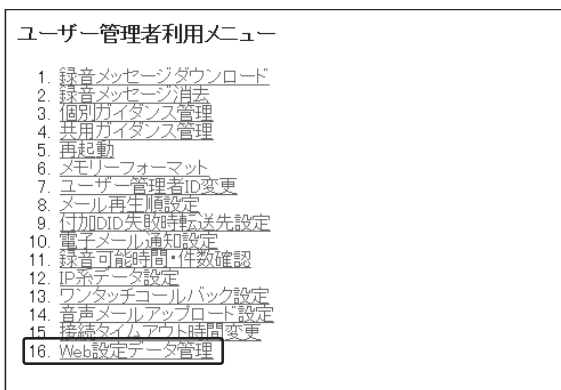 ユーザー管理者利用メニュー
1. 録音メッセージダウンロード
2. 録音メッセージ消去
3. 個別ガイダンス管理
4. 共用ガイダンス管理
5. 再起動
6. メモリーフォーマット
7. ユーザー管理者ID変更
8. メール再生順設定
9. 付加DID失敗時転送先設定
10. 電子メール通知設定
11. 録音可能時間・件数確認
12. IP系データ設定
13. ワンタッチコールバック設定
14. 音声メールアップロード設定
15. 接続タイムアウト時間変更
16. Web設定データ管理